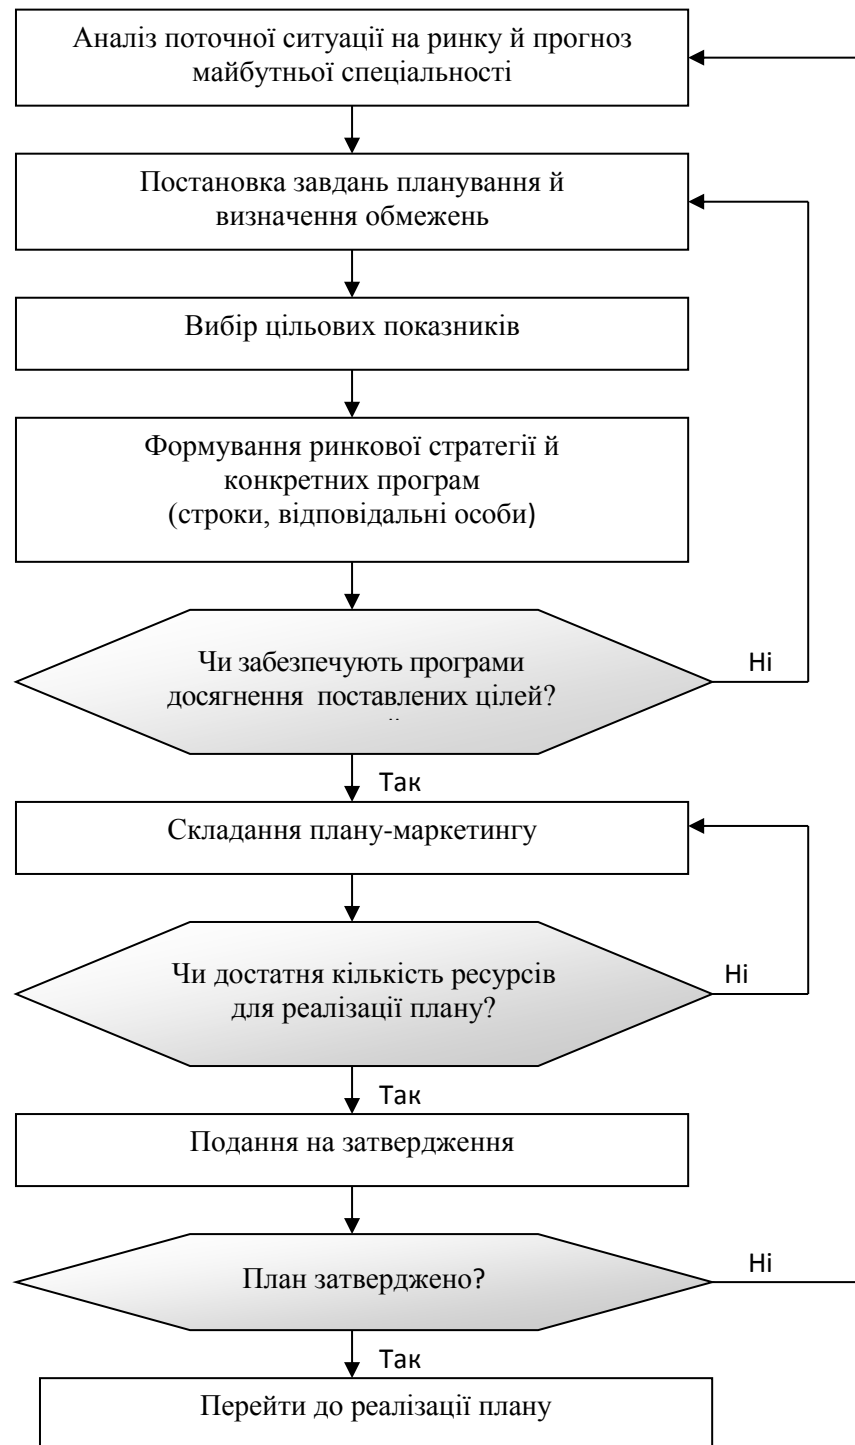 Аналіз поточної ситуації на ринку й прогноз
майбутньої спеціальності
Постановка завдань планування й
визначення обмежень
Вибір цільових показників
Формування ринкової стратегії й
конкретних програм
(строки, відповідальні особи)
Чи забезпечують програми
досягнення поставлених цілей?
Ні
Так
Складання плану-маркетингу
Чи достатня кількість ресурсів
для реалізації плану?
Ні
Так
Подання на затвердження
План затверджено?
Ні
Так
Перейти до реалізації плану